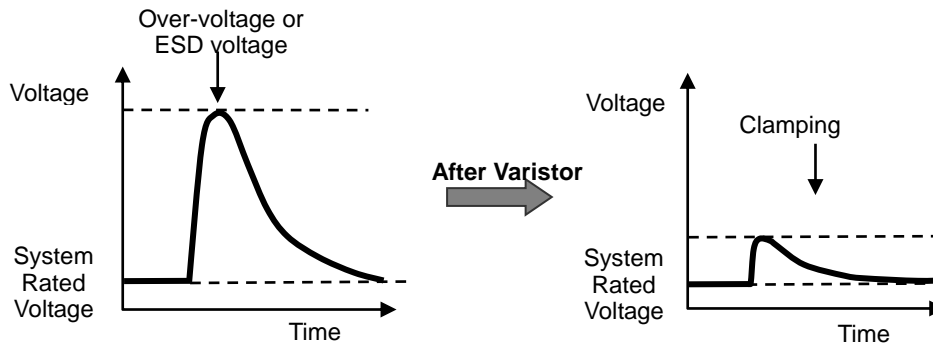 Over-voltage or
ESD voltage
Voltage
System
Rated
Voltage
Time
After Varistor
Voltage
Clamping
System
Rated
Voltage
Time